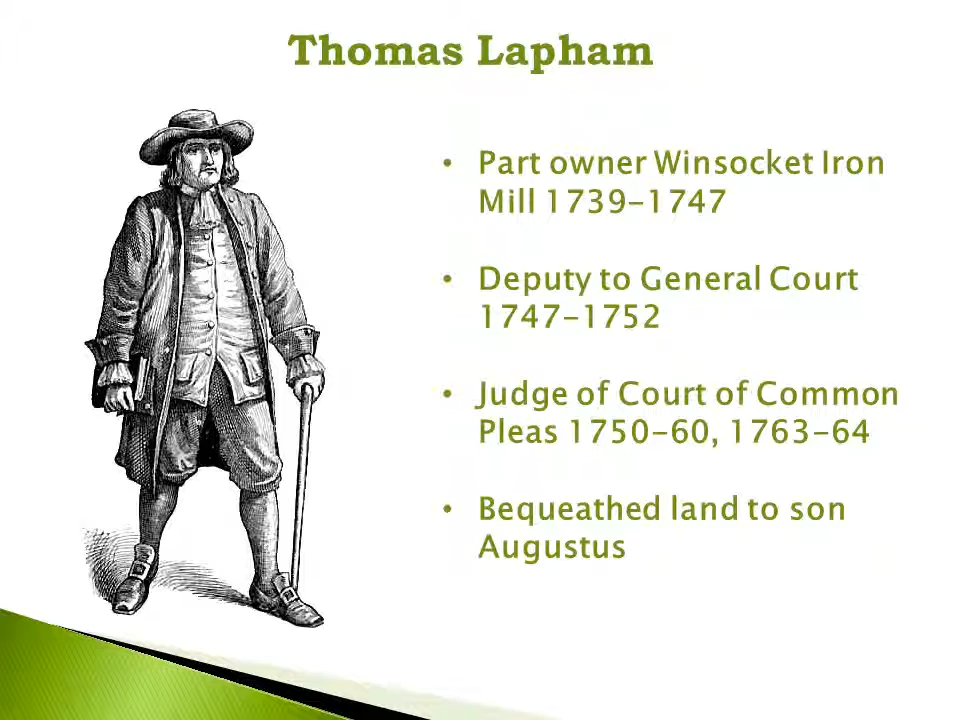 Thomas Lapham
• Part owner Winsocket Iron
Mill 1739-1747
• Deputy to General Court
1747-1752
• Judge of Court of Common
Pleas 1750-60, 1763-64
• Bequeathed land to son
Augustus